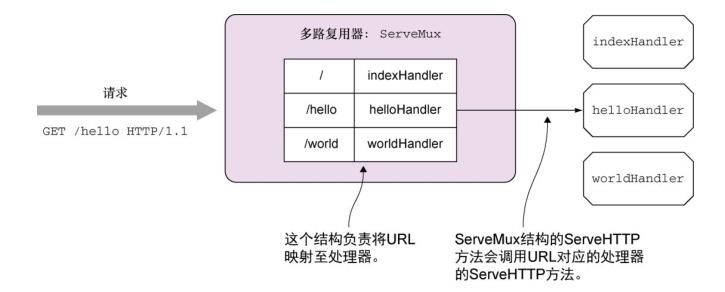 多路复用器: ServeMux
/ indexHandler
/hello helloHandler
/world worldHandler
请求
GET /hello HTTP/1.1
indexHandler
helloHandler
worldHandler
这个结构负责将URL
映射至处理器。
ServeMux结构的ServeHTTP
方法会调用URL对应的处理器
的ServeHTTP方法。